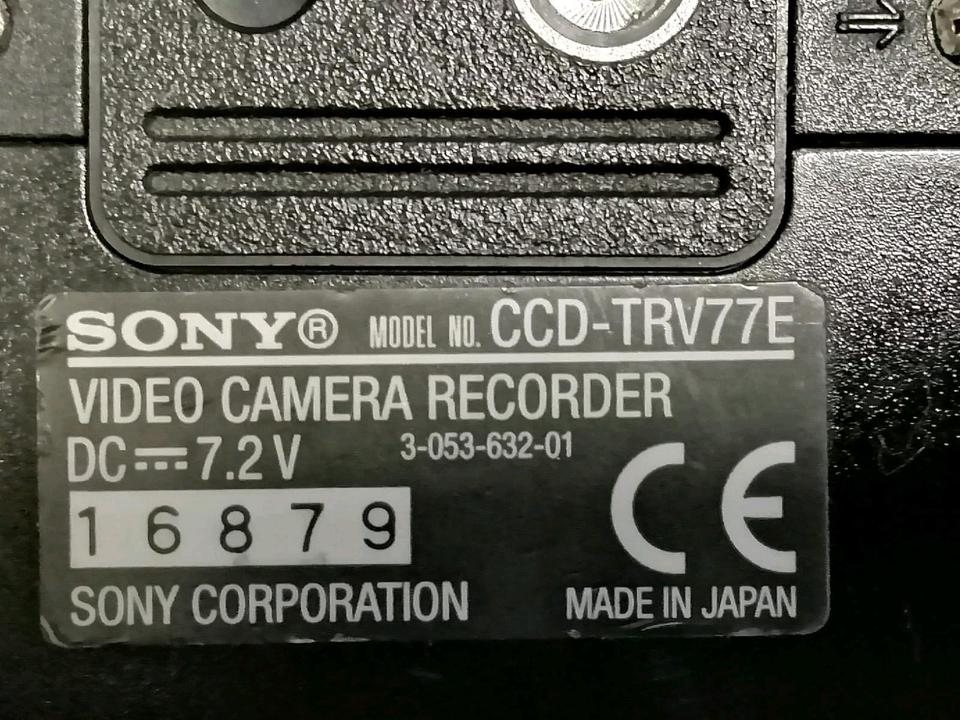 SONY® MODEL NO. CCD-TRV77E
VIDEO CAMERA RECORDER
DC 7.2V 3-053-632-01
16879
CE
SONY CORPORATION MADE IN JAPAN